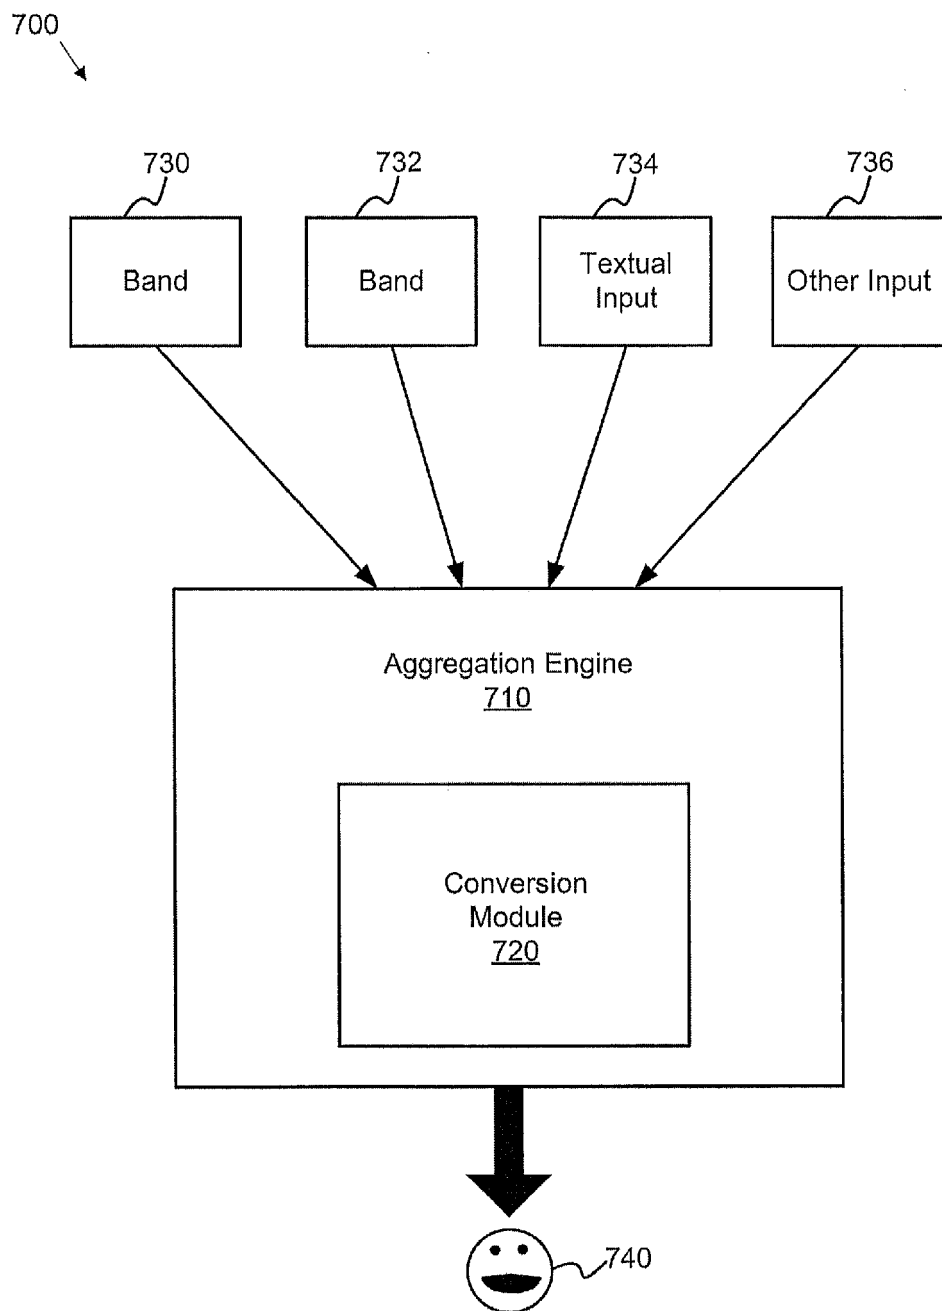 700
730
732
734
736
Band
Band
Textual
Input
Other Input
Aggregation Engine
710
Conversion
Module
720
740